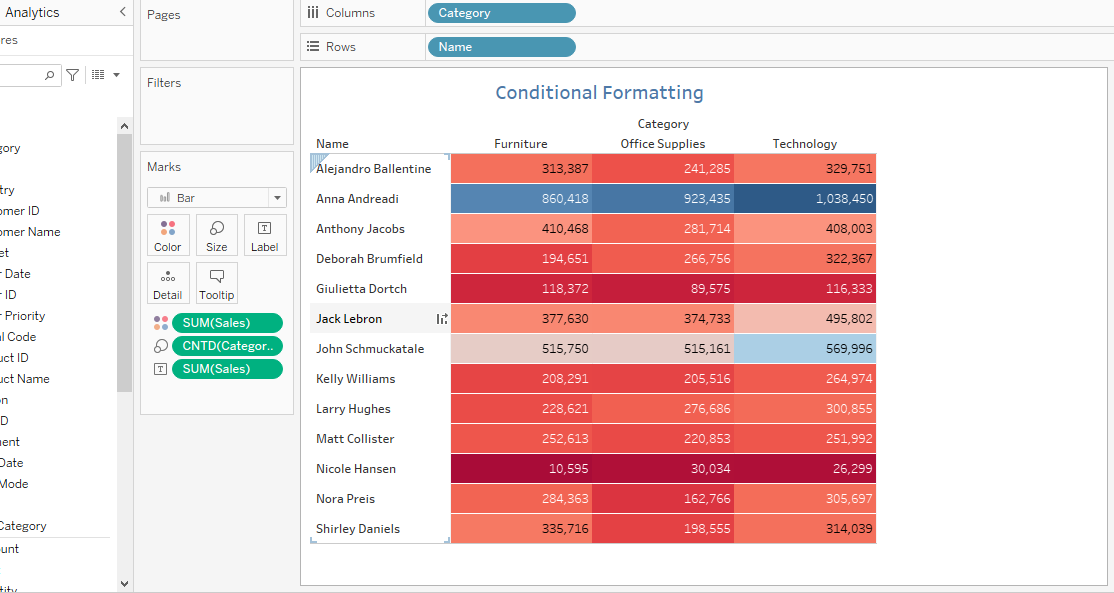 Analytics
res
gory
try
omer ID
omer Name
et
r Date
r ID
r Priority
al Code
uct ID
uct Name
on
D
ment
Date
Mode
Category
ount
t
tity
Pages
Filters
Marks
Bar
Color Size Label
Detail Tooltip
SUM(Sales)
CNTD(Categor..
SUM(Sales)
Columns Category
Rows Name
Conditional Formatting
Category
Name Furniture Office Supplies Technology
Alejandro Ballentine 313,387 241,285 329,751
Anna Andreadi 860,418 923,435 1,038,450
Anthony Jacobs 410,468 281,714 408,003
Deborah Brumfield 194,651 266,756 322,367
Giulietta Dortch 118,372 89,575 116,333
Jack Lebron 377,630 374,733 495,802
John Schmuckatale 515,750 515,161 569,996
Kelly Williams 208,291 205,516 264,974
Larry Hughes 228,621 276,686 300,855
Matt Collister 252,613 220,853 251,992
Nicole Hansen 10,595 30,034 26,299
Nora Preis 284,363 162,766 305,697
Shirley Daniels 335,716 198,555 314,039